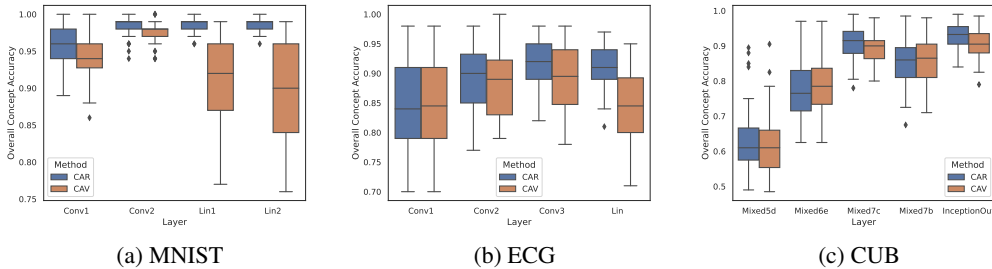 1.00
0.95
0.90
0.85
0.80
0.75
Overall Concept Accuracy
Method
CAR
CAV
Conv1 Conv2 Lin1 Lin2
Layer
(a) MNIST
1.00
0.95
0.90
0.85
0.80
0.75
0.70
Overall Concept Accuracy
Method
CAR
CAV
Conv1 Conv2 Conv3 Lin
Layer
(b) ECG
1.0
0.9
0.8
0.7
0.6
0.5
Overall Concept Accuracy
Method
CAR
CAV
Mixed5d Mixed6e Mixed7c Mixed7b InceptionOut
Layer
(c) CUB